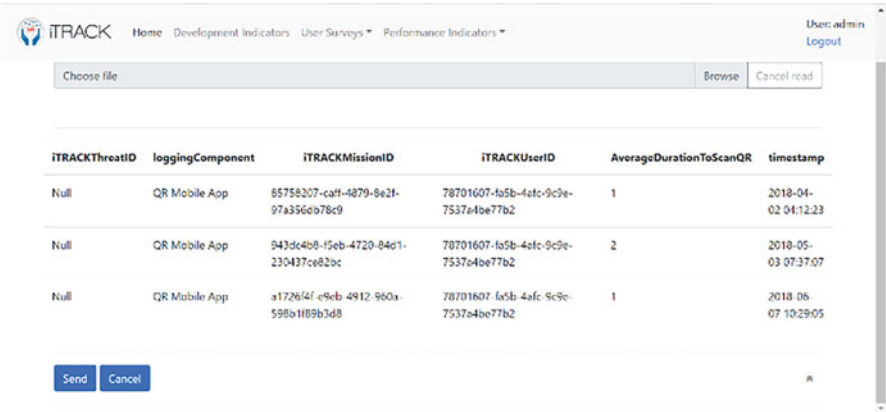 iTRACK Home Development Indicators User Surveys Performance Indicators User: admin
Logout
Choose file Browse Cancel read
iTRACKThreatID loggingComponent iTRACKMissionID iTRACKUserID AverageDurationToScanQR timestamp
Null QR Mobile App 85758207-caff-4879-8e2f- 78701607-fa5b-4afc-9c9e- 1 2018-04-
97a356db78c9 7537a4be77b2 02 04:12:23
Null QR Mobile App 943dc4b8-f5eb-4720-84d1- 78701607-fa5b-4afc-9c9e- 2 2018-05-
230437ce82bc 7537a4be77b2 03 07:37:07
Null QR Mobile App a1726f4f-e9eb-4912-960a- 78701607-fa5b-4afc-9c9e- 1 2018-06-
598b1f89b3d8 7537a4be77b2 07 10:29:05
Send Cancel